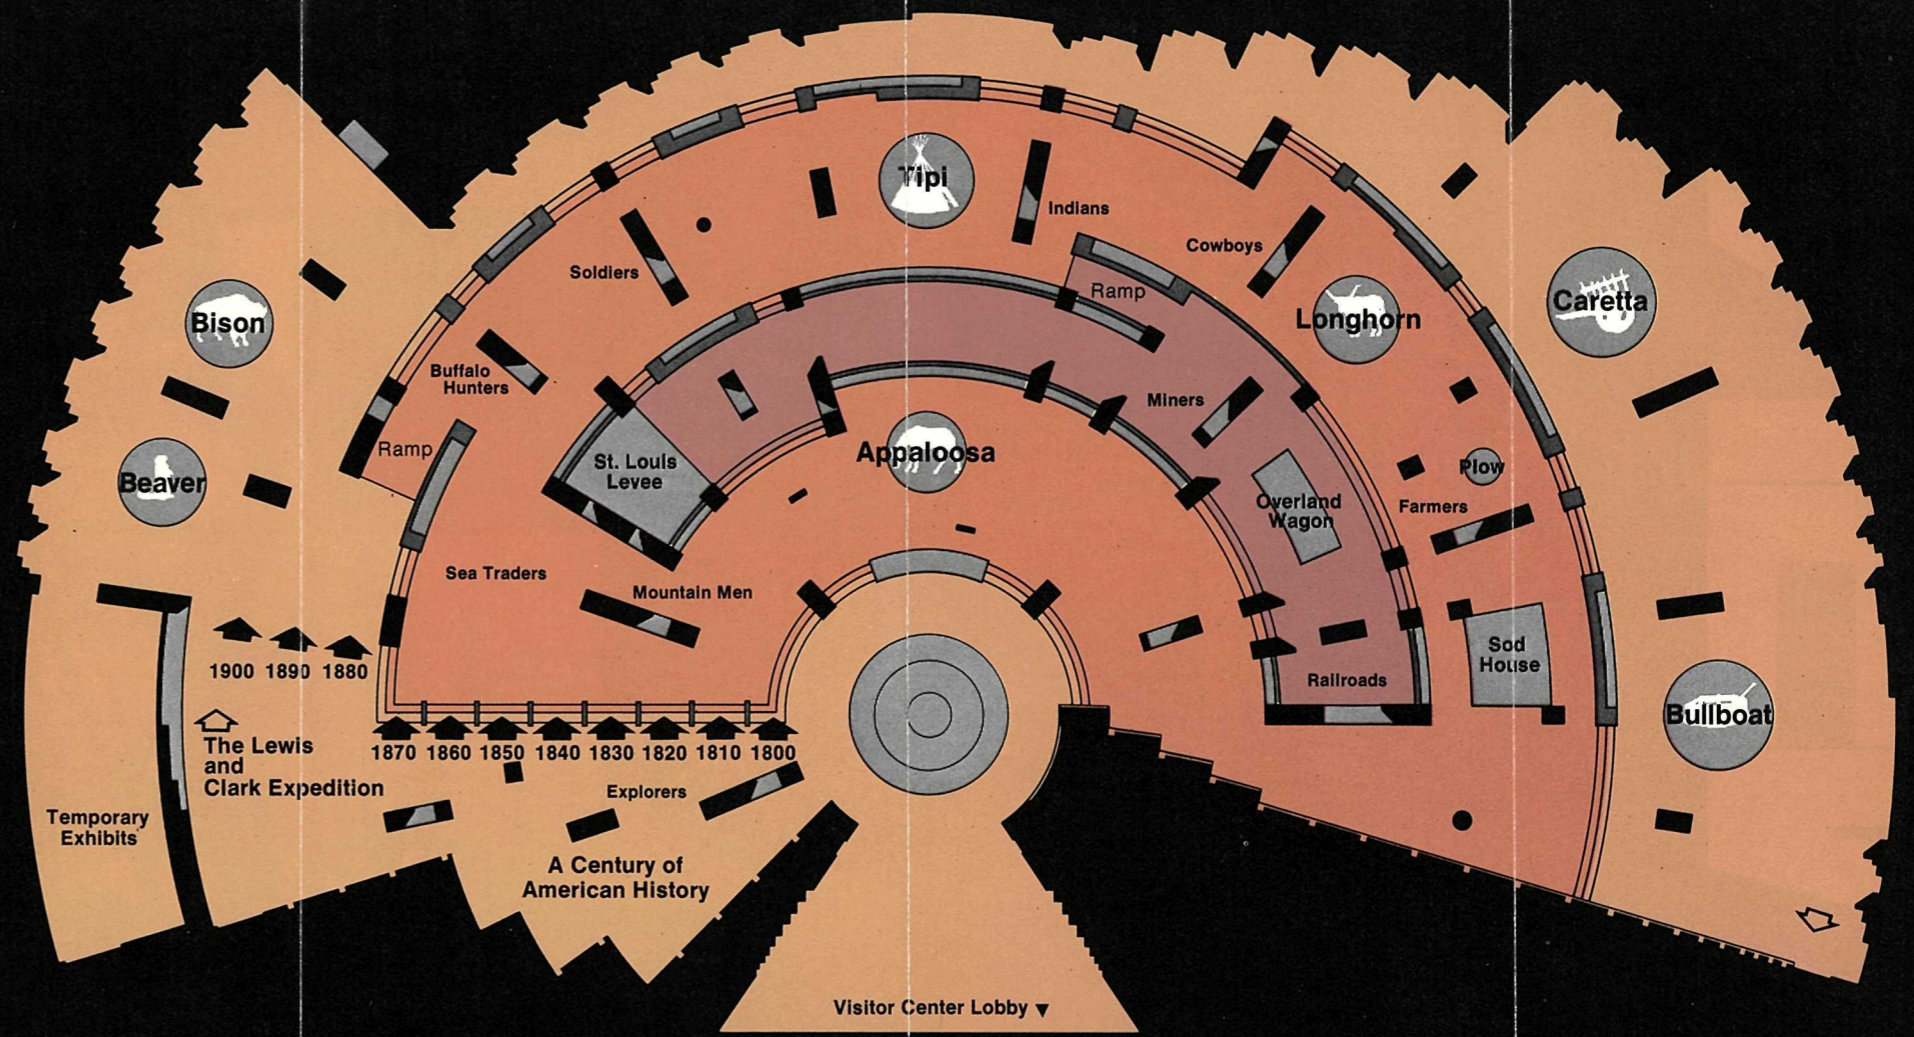 Tipi
Indians
Soldiers
Cowboys
Ramp
Longhorn
Caretta
Bison
Buffalo
Hunters
Miners
Beaver
Ramp
St. Louis
Levee
Appaloosa
Plow
Farmers
Overland
Wagon
Sea Traders
Mountain Men
Sod
House
Railroads
Bullboat
1900 1890 1880
1870 1860 1850 1840 1830 1820 1810 1800
The Lewis
and
Clark Expedition
Explorers
Temporary
Exhibits
A Century of
American History
Visitor Center Lobby ▼